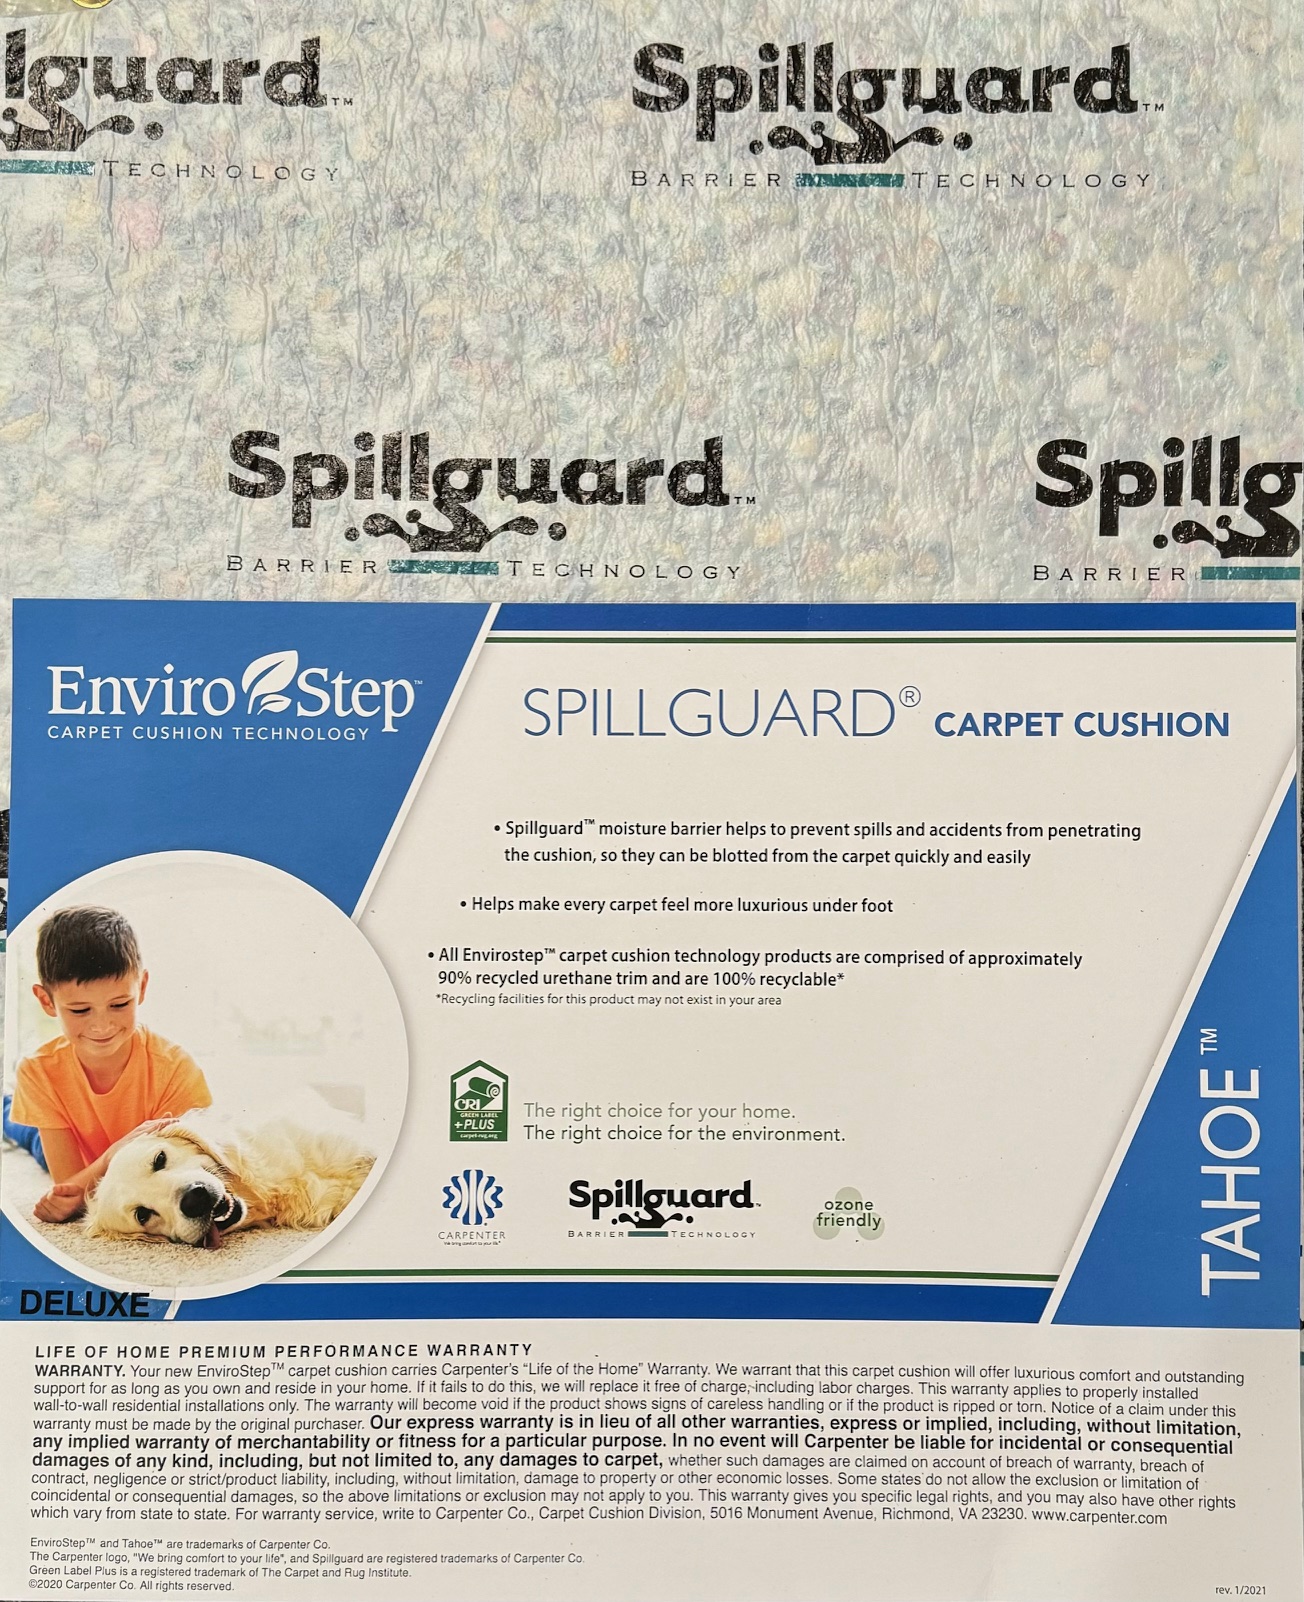 lguard™
Spillguard™
TECHNOLOGY
BARRIER TECHNOLOGY
Spillguard™
Spillg
BARRIER TECHNOLOGY
BARRIER
EnviroStep™
CARPET CUSHION TECHNOLOGY
SPILLGUARD® CARPET CUSHION
• Spillguard™ moisture barrier helps to prevent spills and accidents from penetrating
the cushion, so they can be blotted from the carpet quickly and easily
• Helps make every carpet feel more luxurious under foot
• All Envirostep™ carpet cushion technology products are comprised of approximately
90% recycled urethane trim and are 100% recyclable*
*Recycling facilities for this product may not exist in your area
TAHOE™
CRI
GREEN LABEL
+PLUS
carpet-rug.org
The right choice for your home.
The right choice for the environment.
CARPENTER
We bring comfort to your life®
Spillguard™
BARRIER TECHNOLOGY
ozone
friendly
DELUXE
LIFE OF HOME PREMIUM PERFORMANCE WARRANTY
WARRANTY. Your new EnviroStep™ carpet cushion carries Carpenter's "Life of the Home" Warranty. We warrant that this carpet cushion will offer luxurious comfort and outstanding
support for as long as you own and reside in your home. If it fails to do this, we will replace it free of charge, including labor charges. This warranty applies to properly installed
wall-to-wall residential installations only. The warranty will become void if the product shows signs of careless handling or if the product is ripped or torn. Notice of a claim under this
warranty must be made by the original purchaser. Our express warranty is in lieu of all other warranties, express or implied, including, without limitation,
any implied warranty of merchantability or fitness for a particular purpose. In no event will Carpenter be liable for incidental or consequential
damages of any kind, including, but not limited to, any damages to carpet, whether such damages are claimed on account of breach of warranty, breach of
contract, negligence or strict/product liability, including, without limitation, damage to property or other economic losses. Some states do not allow the exclusion or limitation of
coincidental or consequential damages, so the above limitations or exclusion may not apply to you. This warranty gives you specific legal rights, and you may also have other rights
which vary from state to state. For warranty service, write to Carpenter Co., Carpet Cushion Division, 5016 Monument Avenue, Richmond, VA 23230. www.carpenter.com
EnviroStep™ and Tahoe™ are trademarks of Carpenter Co.
The Carpenter logo, "We bring comfort to your life", and Spillguard are registered trademarks of Carpenter Co.
Green Label Plus is a registered trademark of The Carpet and Rug Institute.
©2020 Carpenter Co. All rights reserved.
rev. 1/2021